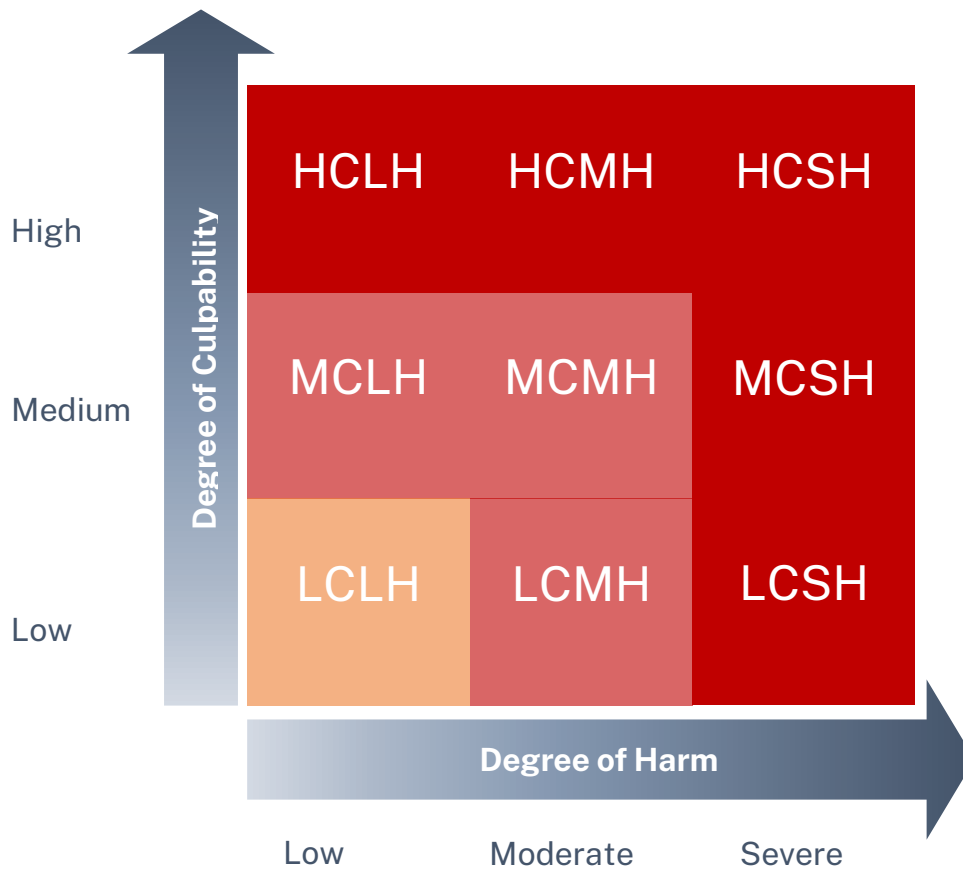 HCLH HCMH HCSH
High
Degree of Culpability
MCLH MCMH MCSH
Medium
LCLH LCMH LCSH
Low
Degree of Harm
Low Moderate Severe